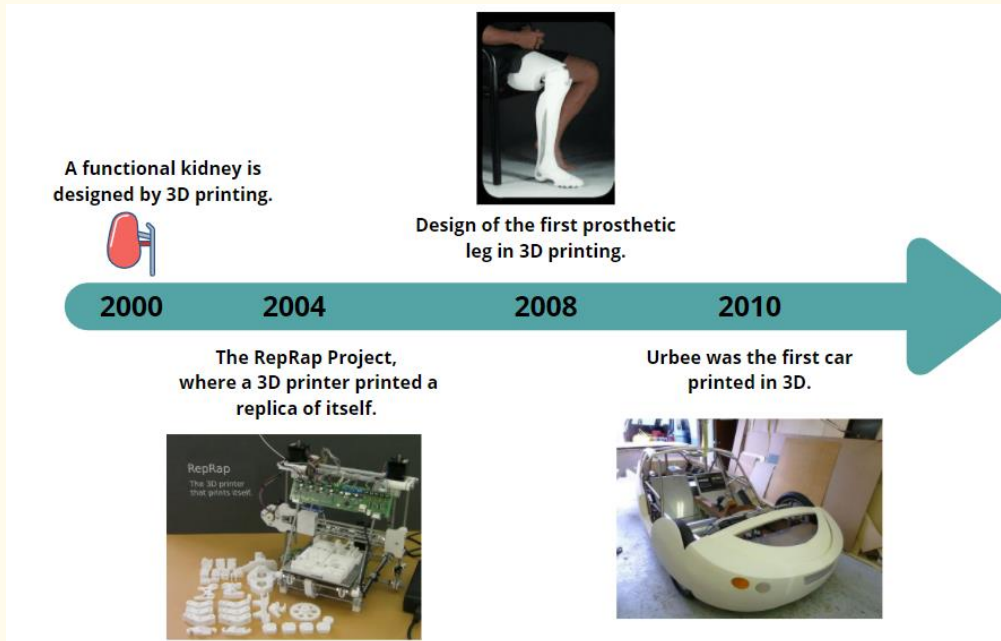 A functional kidney is
designed by 3D printing.
Design of the first prosthetic
leg in 3D printing.
2000
2004
2008
2010
The RepRap Project,
where a 3D printer printed a
replica of itself.
Urbee was the first car
printed in 3D.
RepRap
The 3D printer
that prints itself.